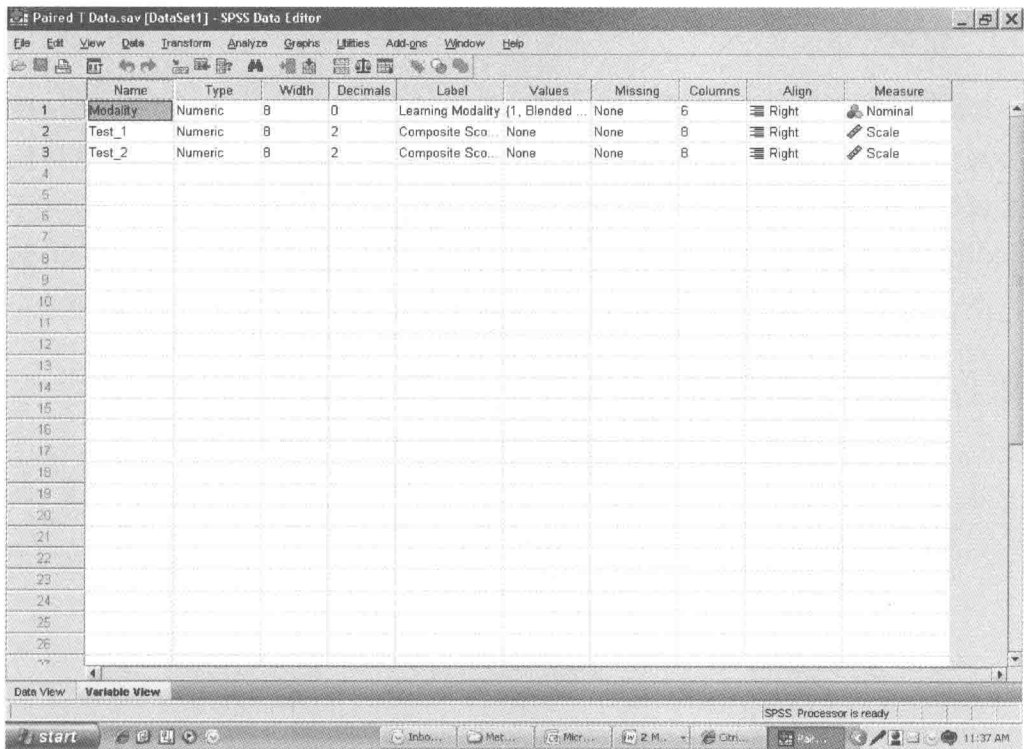 Paired T Data.sav [DataSet1] - SPSS Data Editor
File Edit View Data Transform Analyze Graphs Utilities Add-ons Window Help
Name Type Width Decimals Label Values Missing Columns Align Measure
1 Modality Numeric 8 0 Learning Modality {1, Blended ... None 6 Right Nominal
2 Test_1 Numeric 8 2 Composite Sco... None None 8 Right Scale
3 Test_2 Numeric 8 2 Composite Sco... None None 8 Right Scale
4
5
6
7
8
9
10
11
12
13
14
15
16
17
18
19
20
21
22
23
24
25
26
Data View Variable View
SPSS Processor is ready
start Inbo... Met... Micr... 2 M... Par... 11:37 AM